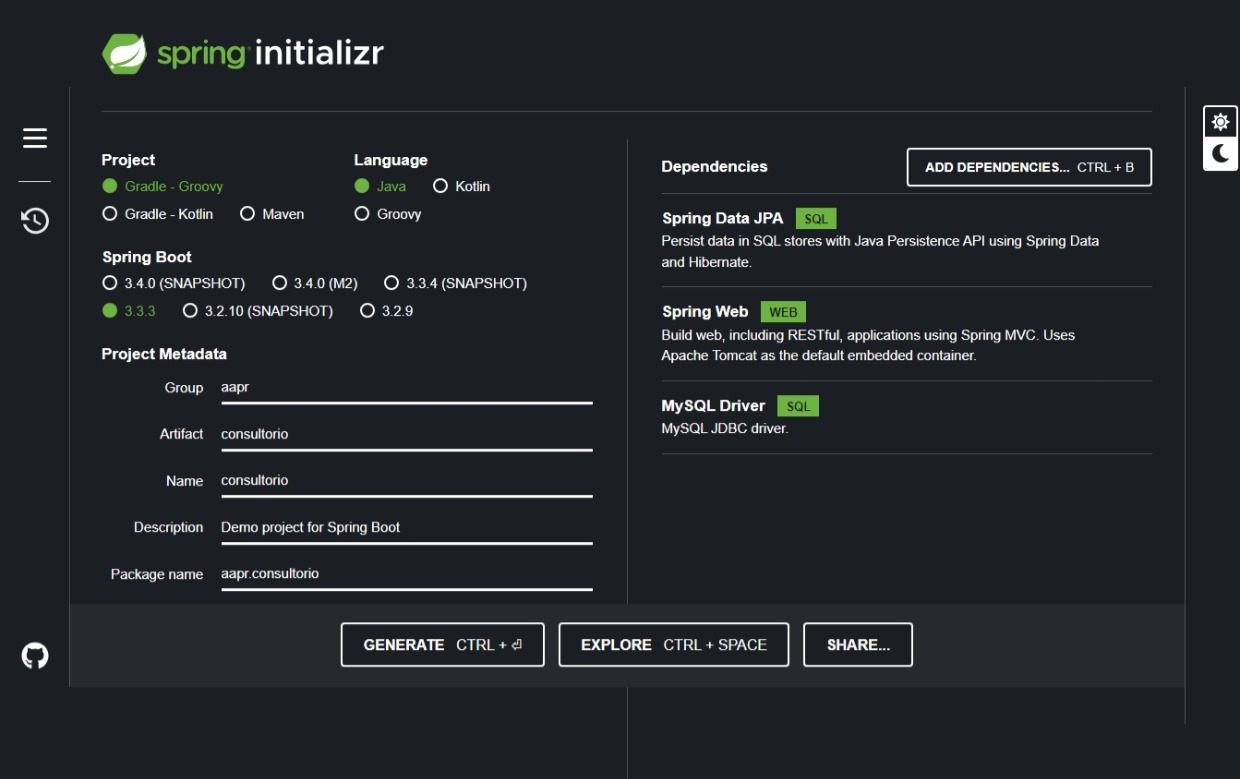 spring initializr
Project
Gradle - Groovy
Gradle - Kotlin Maven
Language
Java Kotlin
Groovy
Spring Boot
3.4.0 (SNAPSHOT) 3.4.0 (M2) 3.3.4 (SNAPSHOT)
3.3.3 3.2.10 (SNAPSHOT) 3.2.9
Project Metadata
Group aapr
Artifact consultorio
Name consultorio
Description Demo project for Spring Boot
Package name aapr.consultorio
Dependencies
ADD DEPENDENCIES... CTRL + B
Spring Data JPA SQL
Persist data in SQL stores with Java Persistence API using Spring Data
and Hibernate.
Spring Web WEB
Build web, including RESTful, applications using Spring MVC. Uses
Apache Tomcat as the default embedded container.
MySQL Driver SQL
MySQL JDBC driver.
GENERATE CTRL + ⏎
EXPLORE CTRL + SPACE
SHARE...